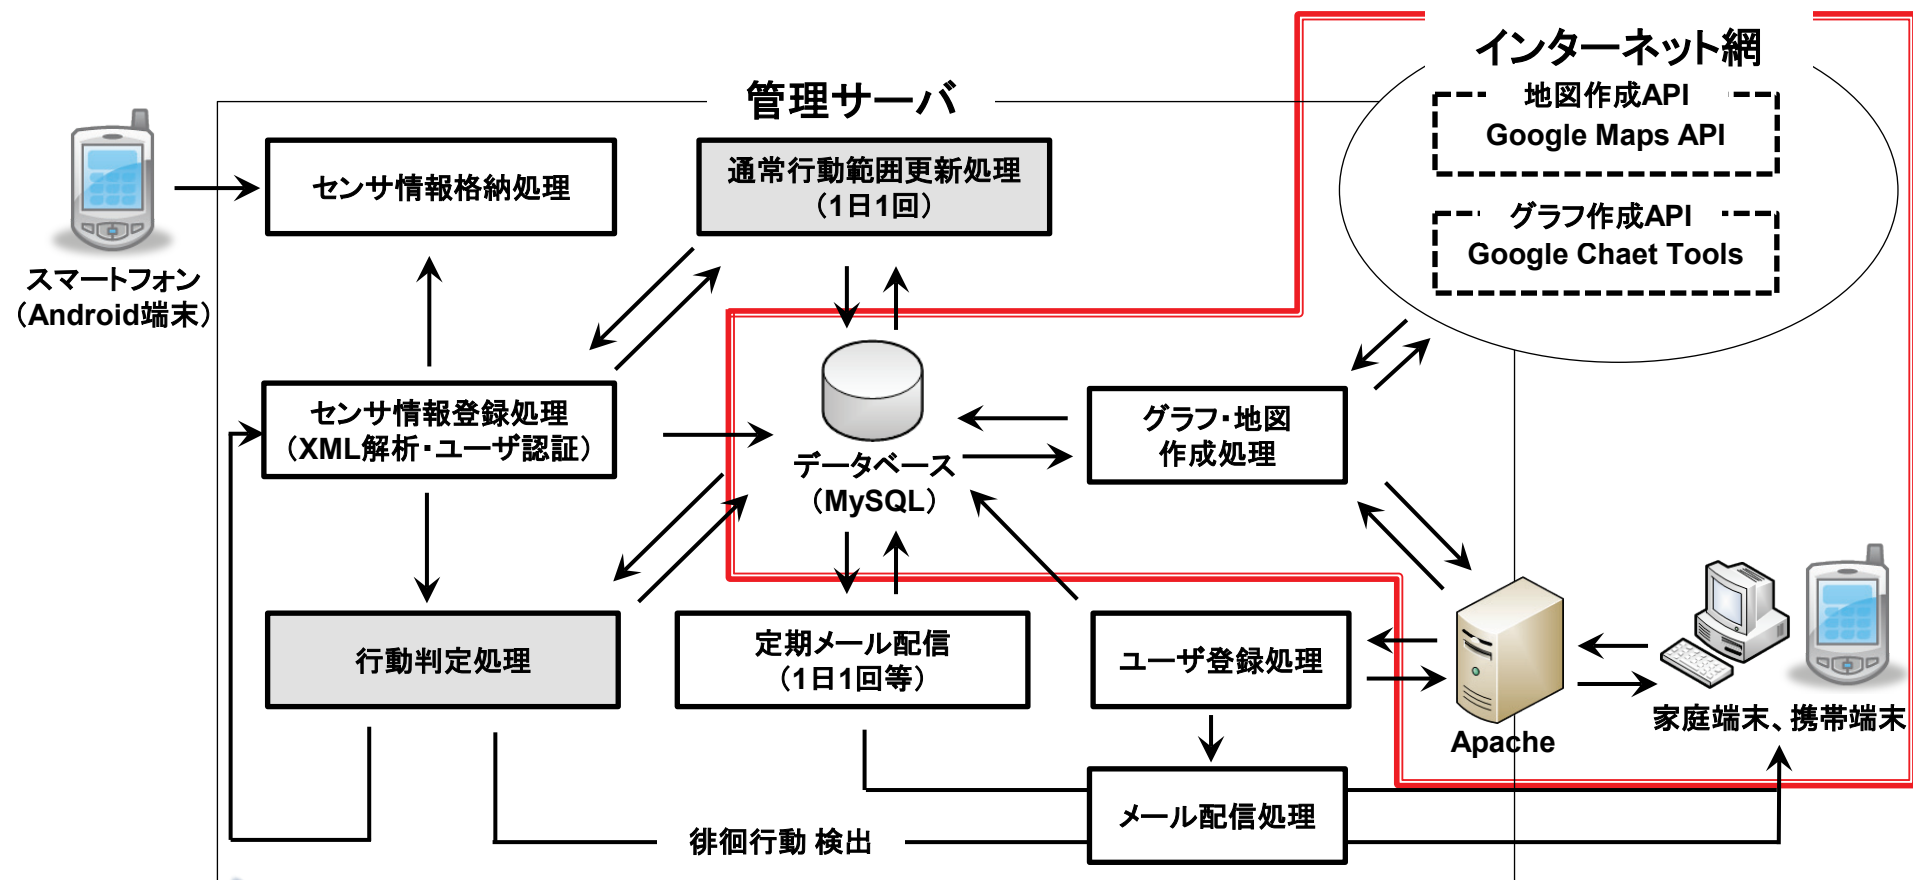 インターネット網
地図作成API
Google Maps API
グラフ作成API
Google Chaet Tools
管理サーバ
スマートフォン
（Android端末）
センサ情報格納処理
通常行動範囲更新処理
（1日1回）
センサ情報登録処理
（XML解析・ユーザ認証）
データベース
（MySQL）
グラフ・地図
作成処理
行動判定処理
定期メール配信
（1日1回等）
ユーザ登録処理
Apache
家庭端末、携帯端末
メール配信処理
徘徊行動 検出